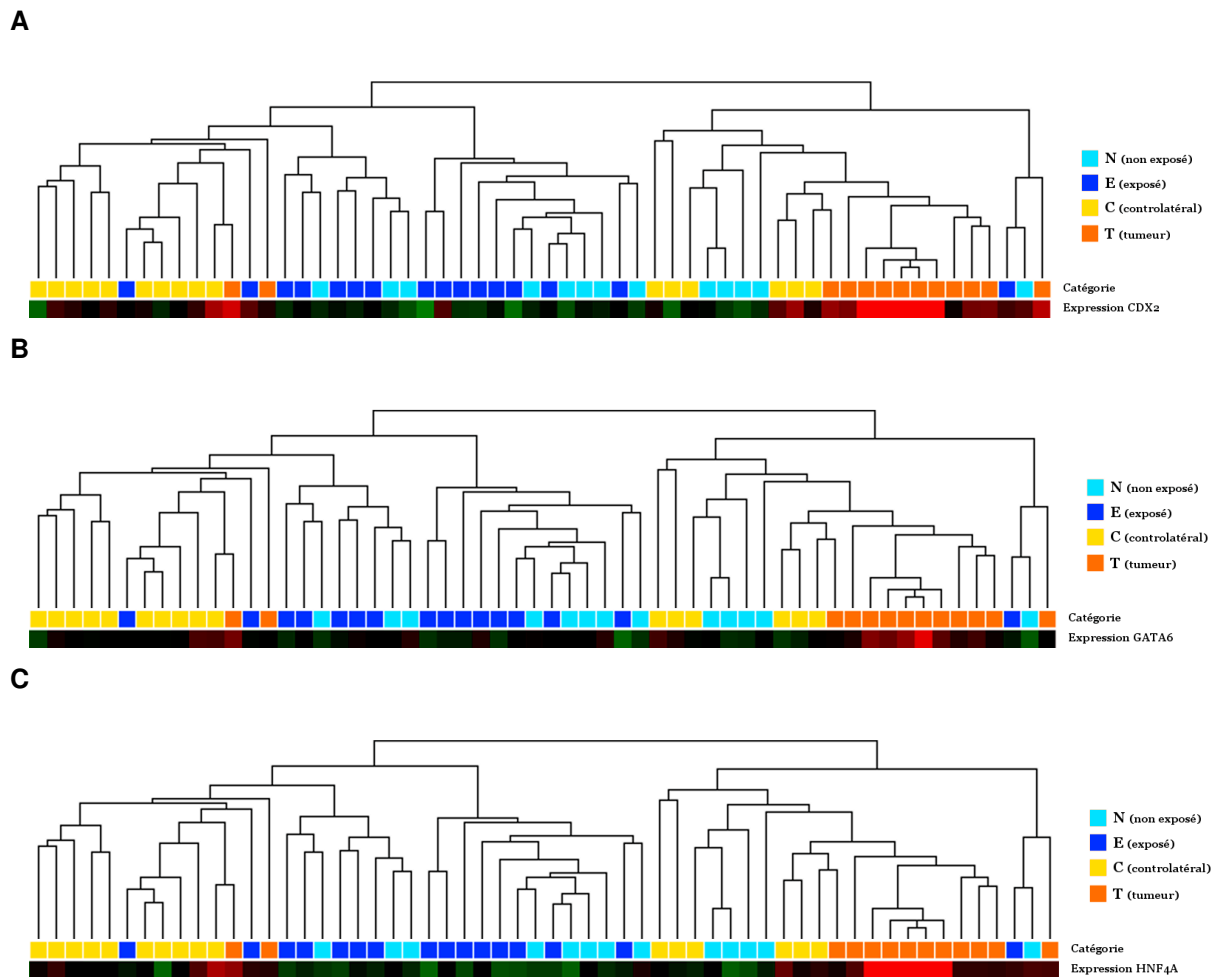 A
N (non exposé)
E (exposé)
C (controlatéral)
T (tumeur)
Catégorie
Expression CDX2
B
N (non exposé)
E (exposé)
C (controlatéral)
T (tumeur)
Catégorie
Expression GATA6
C
N (non exposé)
E (exposé)
C (controlatéral)
T (tumeur)
Catégorie
Expression HNF4A